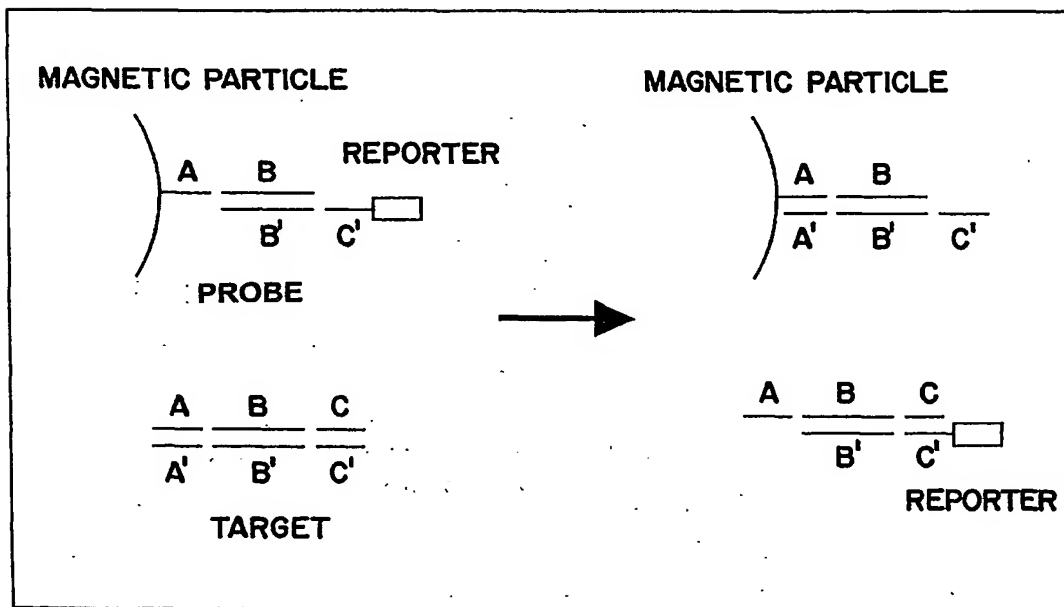 MAGNETIC PARTICLE
A B REPORTER
B' C'
PROBE
A B C
A' B' C'
TARGET
MAGNETIC PARTICLE
A B
A' B' C'
A B C
B' C'
REPORTER